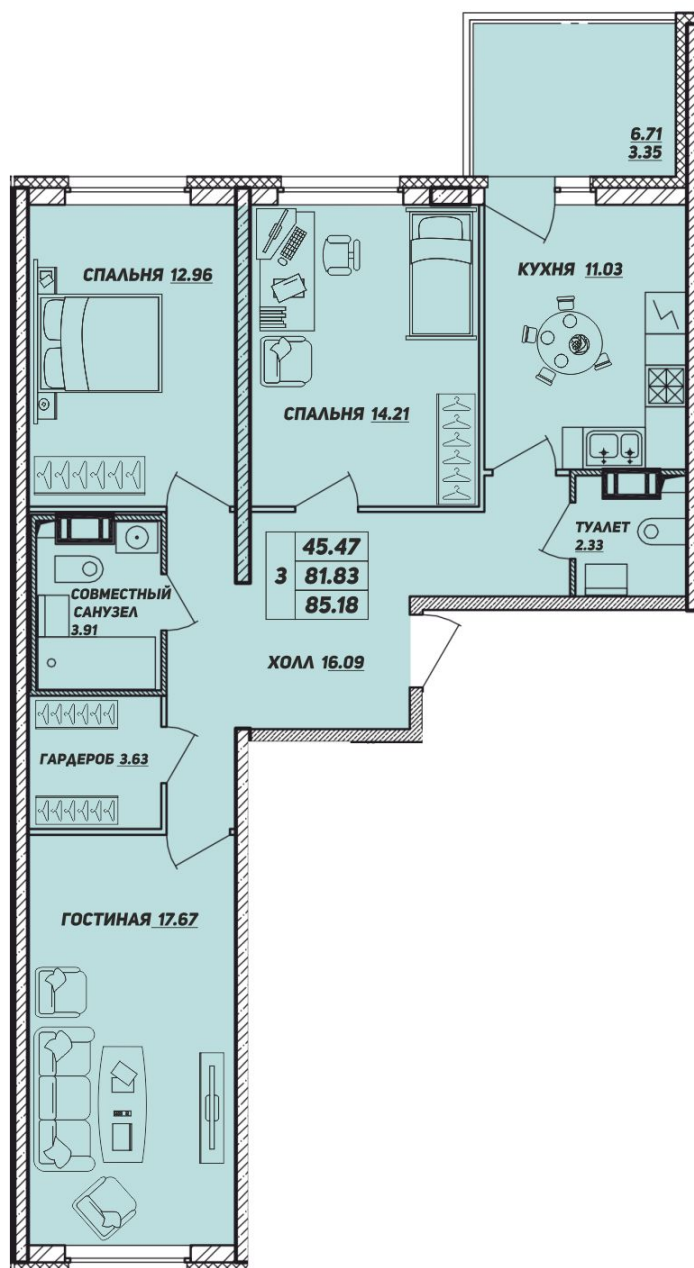 6.71
3.35
СПАЛЬНЯ 12.96
КУХНЯ 11.03
СПАЛЬНЯ 14.21
ТУАЛЕТ
2.33
45.47
3 81.83
85.18
СОВМЕСТНЫЙ
САНУЗЕЛ
3.91
ХОЛЛ 16.09
ГАРДЕРОБ 3.63
ГОСТИНАЯ 17.67